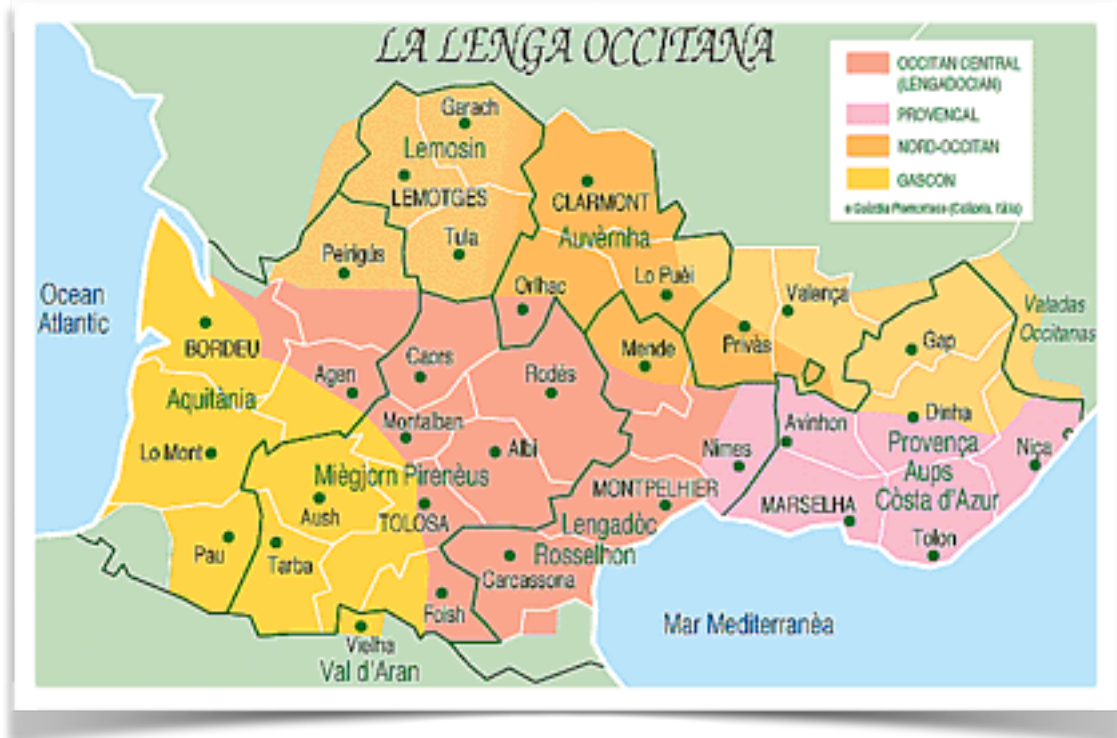 LA LENGA OCCITANA
OCCITAN CENTRAL
(LENGADOCIAN)
PROVENCAL
NORD-OCCITAN
GASCON
Garach
Lemosin
LEMOTGES
CLARMONT
Auvèrnha
Peirigús
Tula
Lo Puèi
Orlhac
Valença
Valadas
Occitanas
Ocean
Atlantic
BORDEU
Mende
Privàs
Gap
Caors
Rodés
Agen
Aquitània
Montalban
Avinhon
Dinha
Lo Mont
Albi
Nimes
Provença
Aups
Còsta d'Azur
Niça
Miègjorn Pirenèus
MONTPELHIER
MARSELHA
Aush
TOLOSA
Lengadòc
Rosselhon
Tolon
Pau
Tarba
Carcassona
Foish
Mar Mediterranèa
Vielha
Val d'Aran